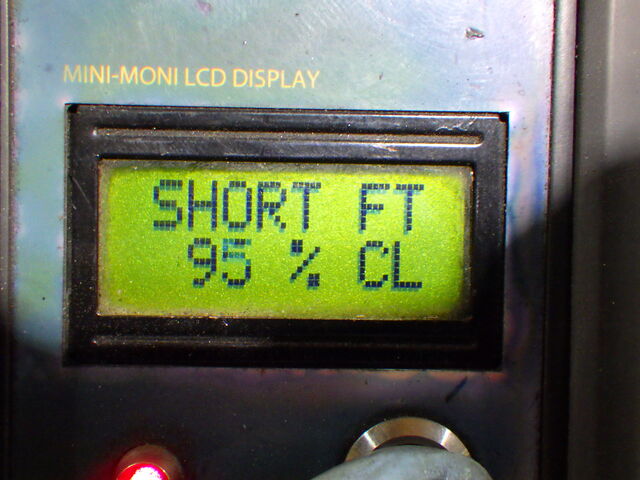 MINI-MONI LCD DISPLAY
SHORT FT
95 % CL